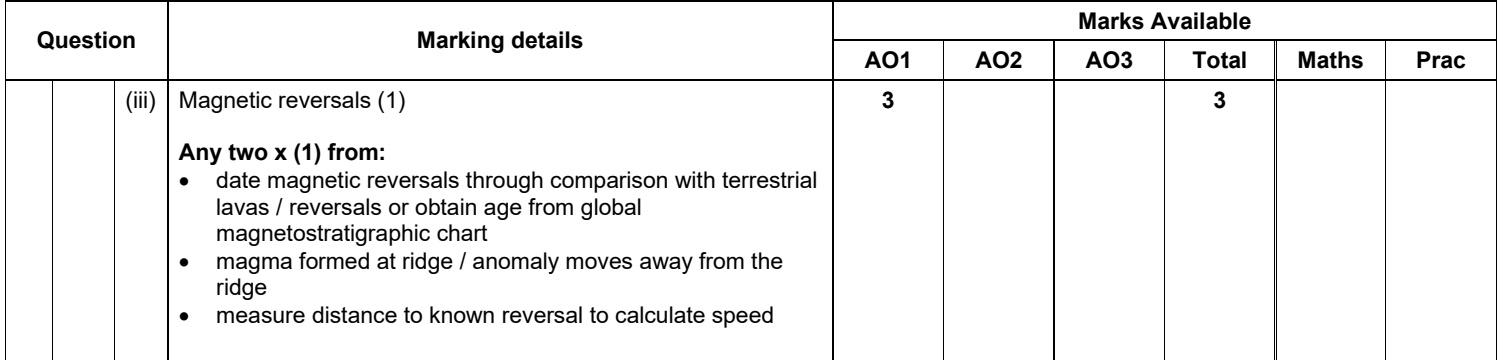 Question
Marking details
Marks Available
AO1 AO2 AO3 Total Maths Prac
(iii) Magnetic reversals (1) 3 3
Any two x (1) from:
• date magnetic reversals through comparison with terrestrial
lavas / reversals or obtain age from global
magnetostratigraphic chart
• magma formed at ridge / anomaly moves away from the
ridge
• measure distance to known reversal to calculate speed